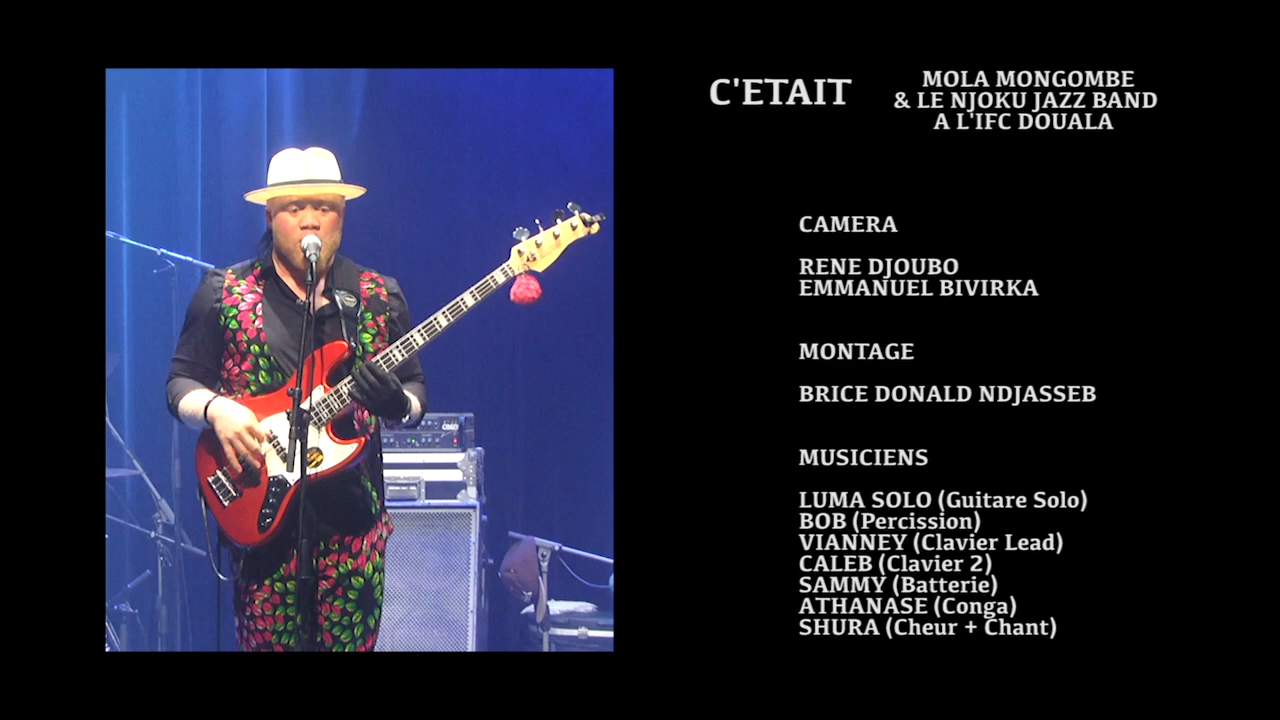 C'ETAIT
MOLA MONGOMBE
& LE NJOKU JAZZ BAND
A L'IFC DOUALA
CAMERA
RENE DJOUBO
EMMANUEL BIVIRKA
MONTAGE
BRICE DONALD NDJASSEB
MUSICIENS
LUMA SOLO (Guitare Solo)
BOB (Percission)
VIANNEY (Clavier Lead)
CALEB (Clavier 2)
SAMMY (Batterie)
ATHANASE (Conga)
SHURA (Cheur + Chant)